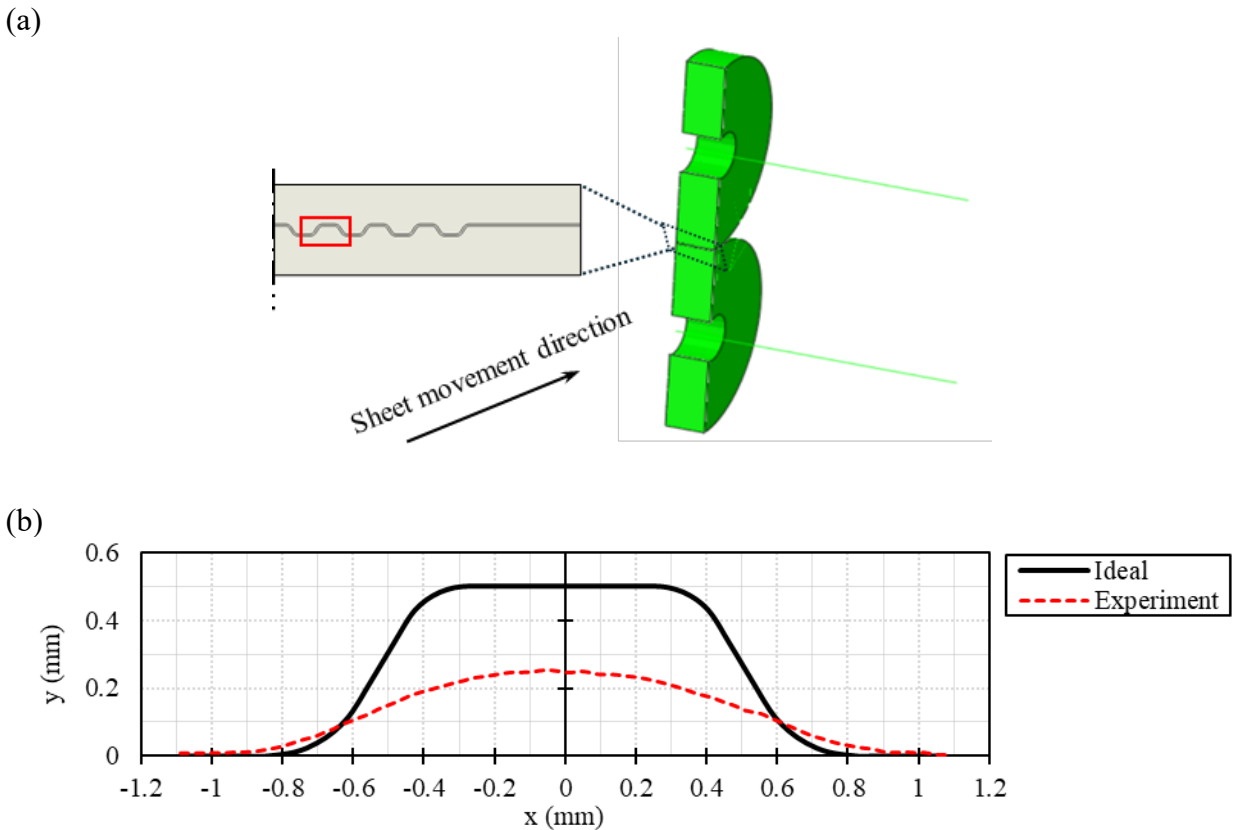 (a)
Sheet movement direction
(b)
0.6
0.4
0.2
0
y (mm)
-1.2 -1 -0.8 -0.6 -0.4 -0.2 0 0.2 0.4 0.6 0.8 1 1.2
x (mm)
Ideal
Experiment